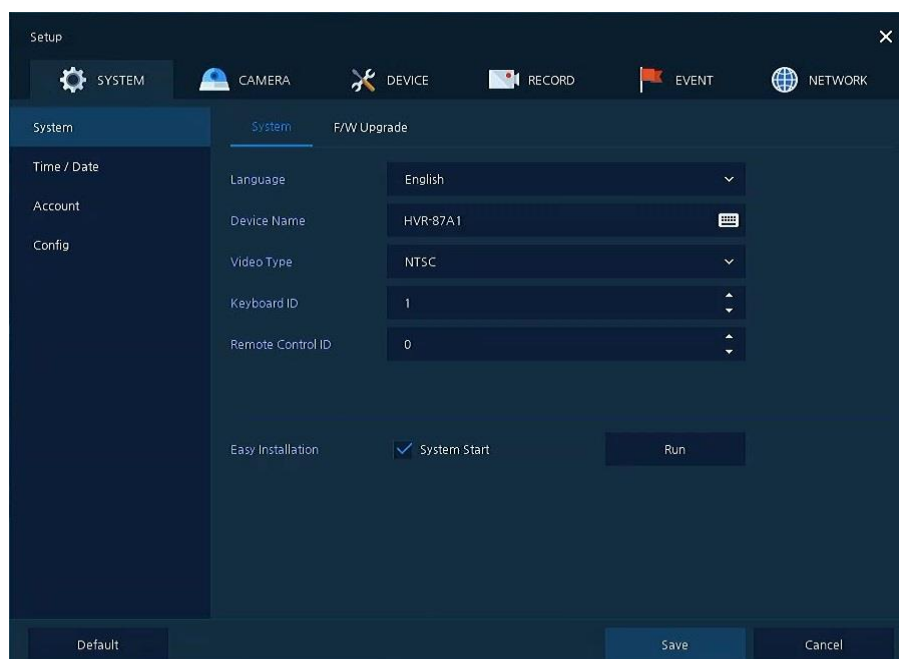 Setup
SYSTEM CAMERA DEVICE RECORD EVENT NETWORK
System
Time / Date
Account
Config
System F/W Upgrade
Language English
Device Name HVR-87A1
Video Type NTSC
Keyboard ID 1
Remote Control ID 0
Easy Installation System Start Run
Default Save Cancel